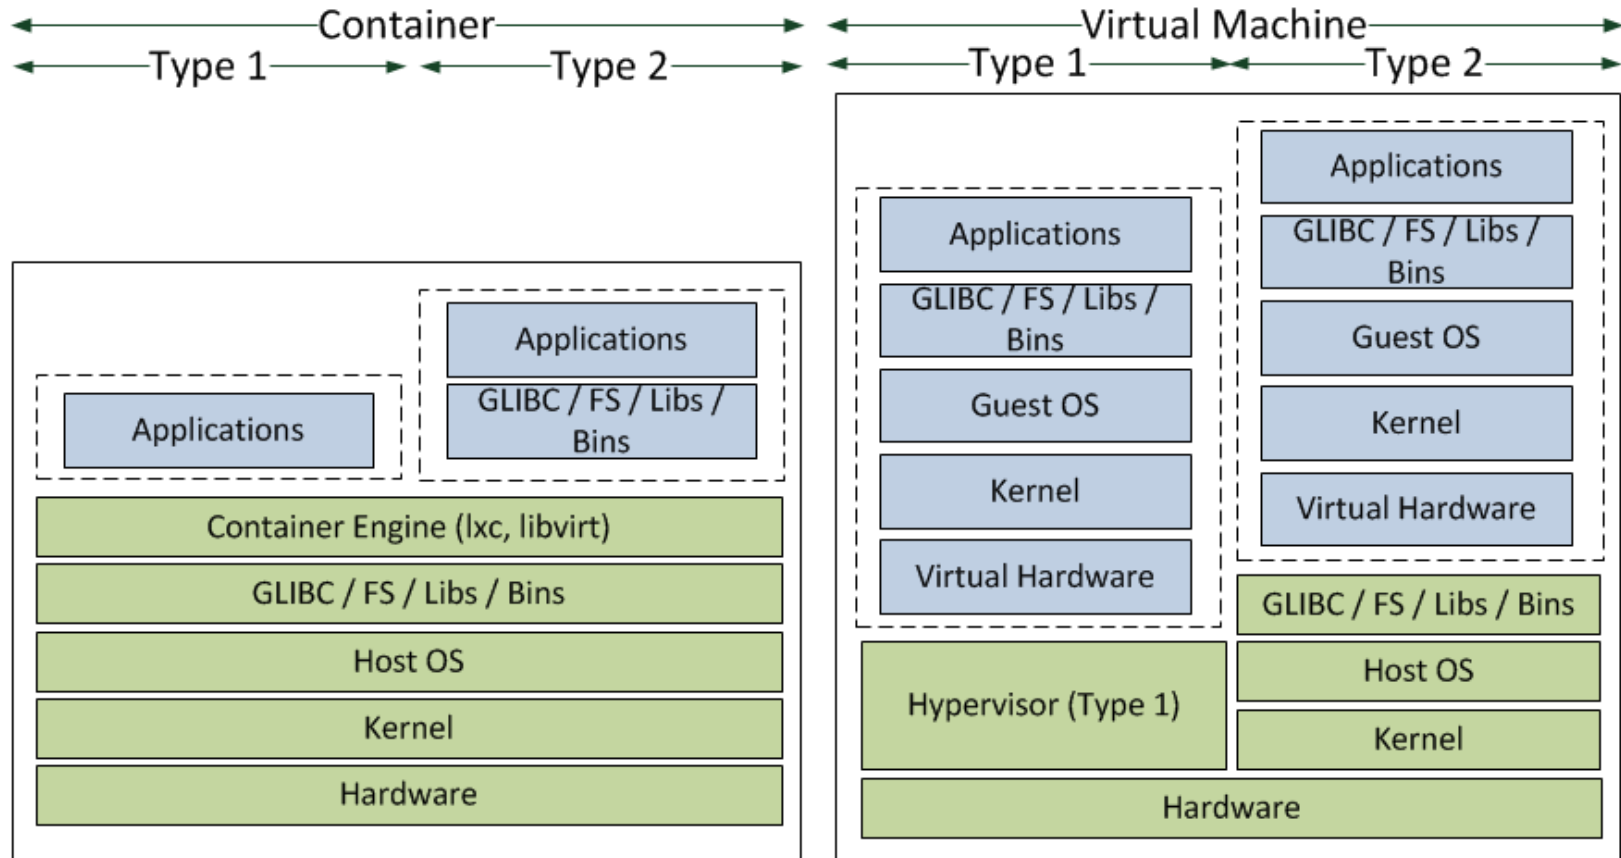 Container
Type 1
Type 2
Applications
Applications
GLIBC / FS / Libs /
Bins
Container Engine (lxc, libvirt)
GLIBC / FS / Libs / Bins
Host OS
Kernel
Hardware
Virtual Machine
Type 1
Type 2
Applications
GLIBC / FS / Libs /
Bins
Guest OS
Kernel
Virtual Hardware
Hypervisor (Type 1)
Applications
GLIBC / FS / Libs /
Bins
Guest OS
Kernel
Virtual Hardware
GLIBC / FS / Libs / Bins
Host OS
Kernel
Hardware